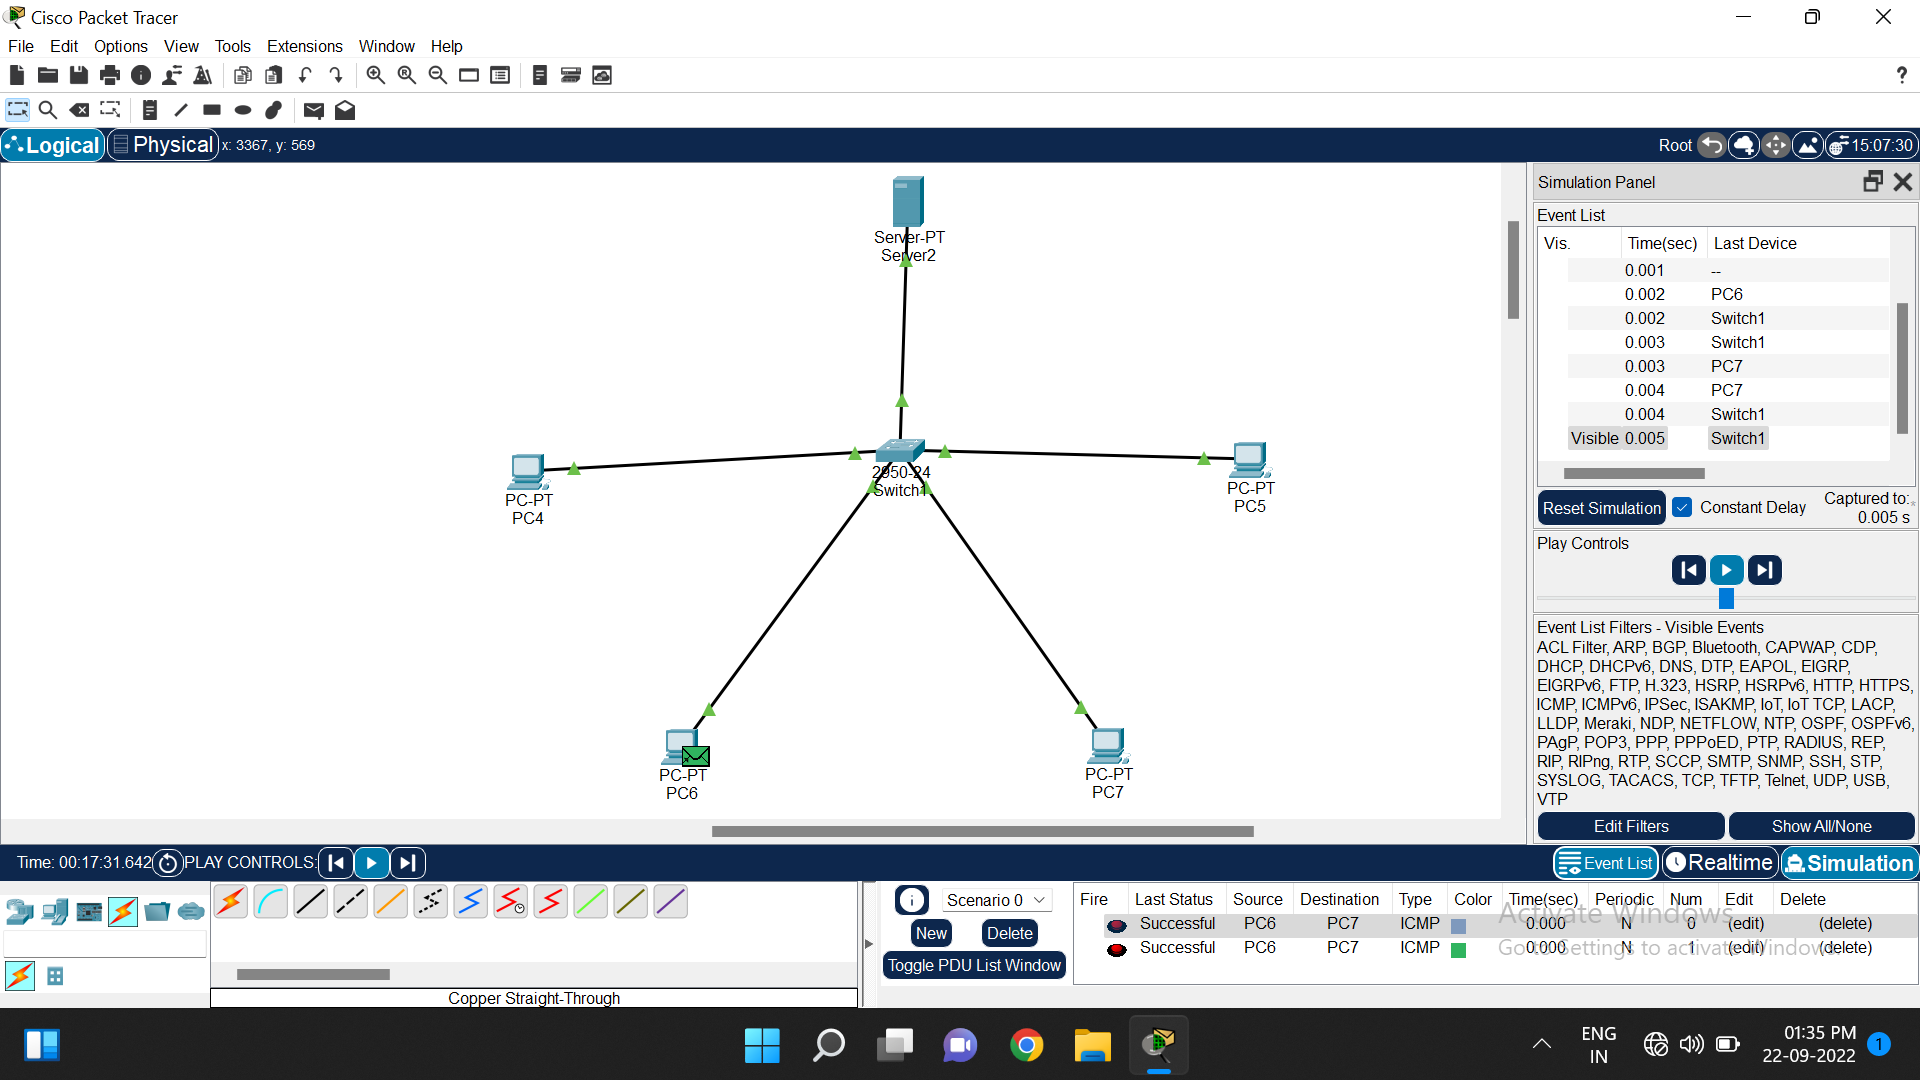 Cisco Packet Tracer
File Edit Options View Tools Extensions Window Help
?
Logical Physical x: 3367, y: 569 Root 15:07:30
Server-PT
Server2
2950-24
Switch1
PC-PT
PC4
PC-PT
PC5
PC-PT
PC6
PC-PT
PC7
Simulation Panel
Event List
Vis. Time(sec) Last Device
0.001 --
0.002 PC6
0.002 Switch1
0.003 Switch1
0.003 PC7
0.004 PC7
0.004 Switch1
Visible 0.005 Switch1
Reset Simulation Constant Delay Captured to:*
0.005 s
Play Controls
Event List Filters - Visible Events
ACL Filter, ARP, BGP, Bluetooth, CAPWAP, CDP,
DHCP, DHCPv6, DNS, DTP, EAPOL, EIGRP,
EIGRPv6, FTP, H.323, HSRP, HSRPv6, HTTP, HTTPS,
ICMP, ICMPv6, IPSec, ISAKMP, IoT, IoT TCP, LACP,
LLDP, Meraki, NDP, NETFLOW, NTP, OSPF, OSPFv6,
PAgP, POP3, PPP, PPPoED, PTP, RADIUS, REP,
RIP, RIPng, RTP, SCCP, SMTP, SNMP, SSH, STP,
SYSLOG, TACACS, TCP, TFTP, Telnet, UDP, USB,
VTP
Edit Filters Show All/None
Time: 00:17:31.642 PLAY CONTROLS: Event List Realtime Simulation
Scenario 0
New Delete
Toggle PDU List Window
Copper Straight-Through
Fire Last Status Source Destination Type Color Time(sec) Periodic Num Edit Delete
Successful PC6 PC7 ICMP 0.000 N 0 (edit) (delete)
Successful PC6 PC7 ICMP 0.000 N 1 (edit) (delete)
Activate Windows
Go to Settings to activate Windows.
ENG
IN
01:35 PM
22-09-2022
1